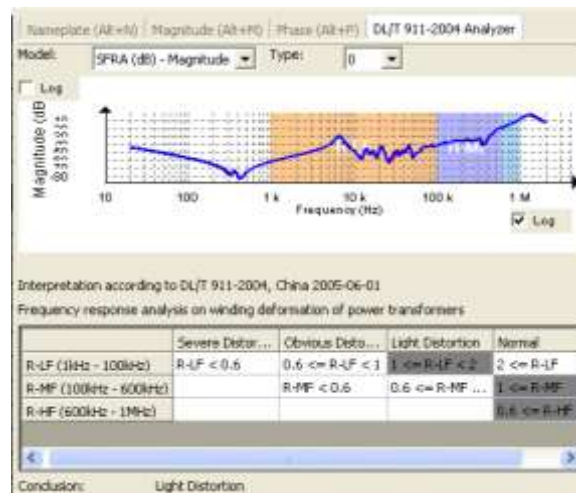 Nameplate (Alt+N) Magnitude (Alt+M) Phase (Alt+P) DL/T 911-2004 Analyzer
Model: SFRA (dB) - Magnitude Type: 0
Log
Magnitude (dB
-80
10 100 1 k 10 k 100 k 1 M
Frequency (Hz)
Log
Interpretation according to DL/T 911-2004, China 2005-06-01
Frequency response analysis on winding deformation of power transformers
Severe Distor... Obvious Disto... Light Distortion Normal
R-LF (1kHz - 100kHz) R-LF < 0.6 0.6 <= R-LF < 1 1 <= R-LF < 2 2 <= R-LF
R-MF (100kHz - 600kHz) R-MF < 0.6 0.6 <= R-MF ... 1 <= R-MF
R-HF (600kHz - 1MHz) 0.6 <= R-HF
Conclusion: Light Distortion